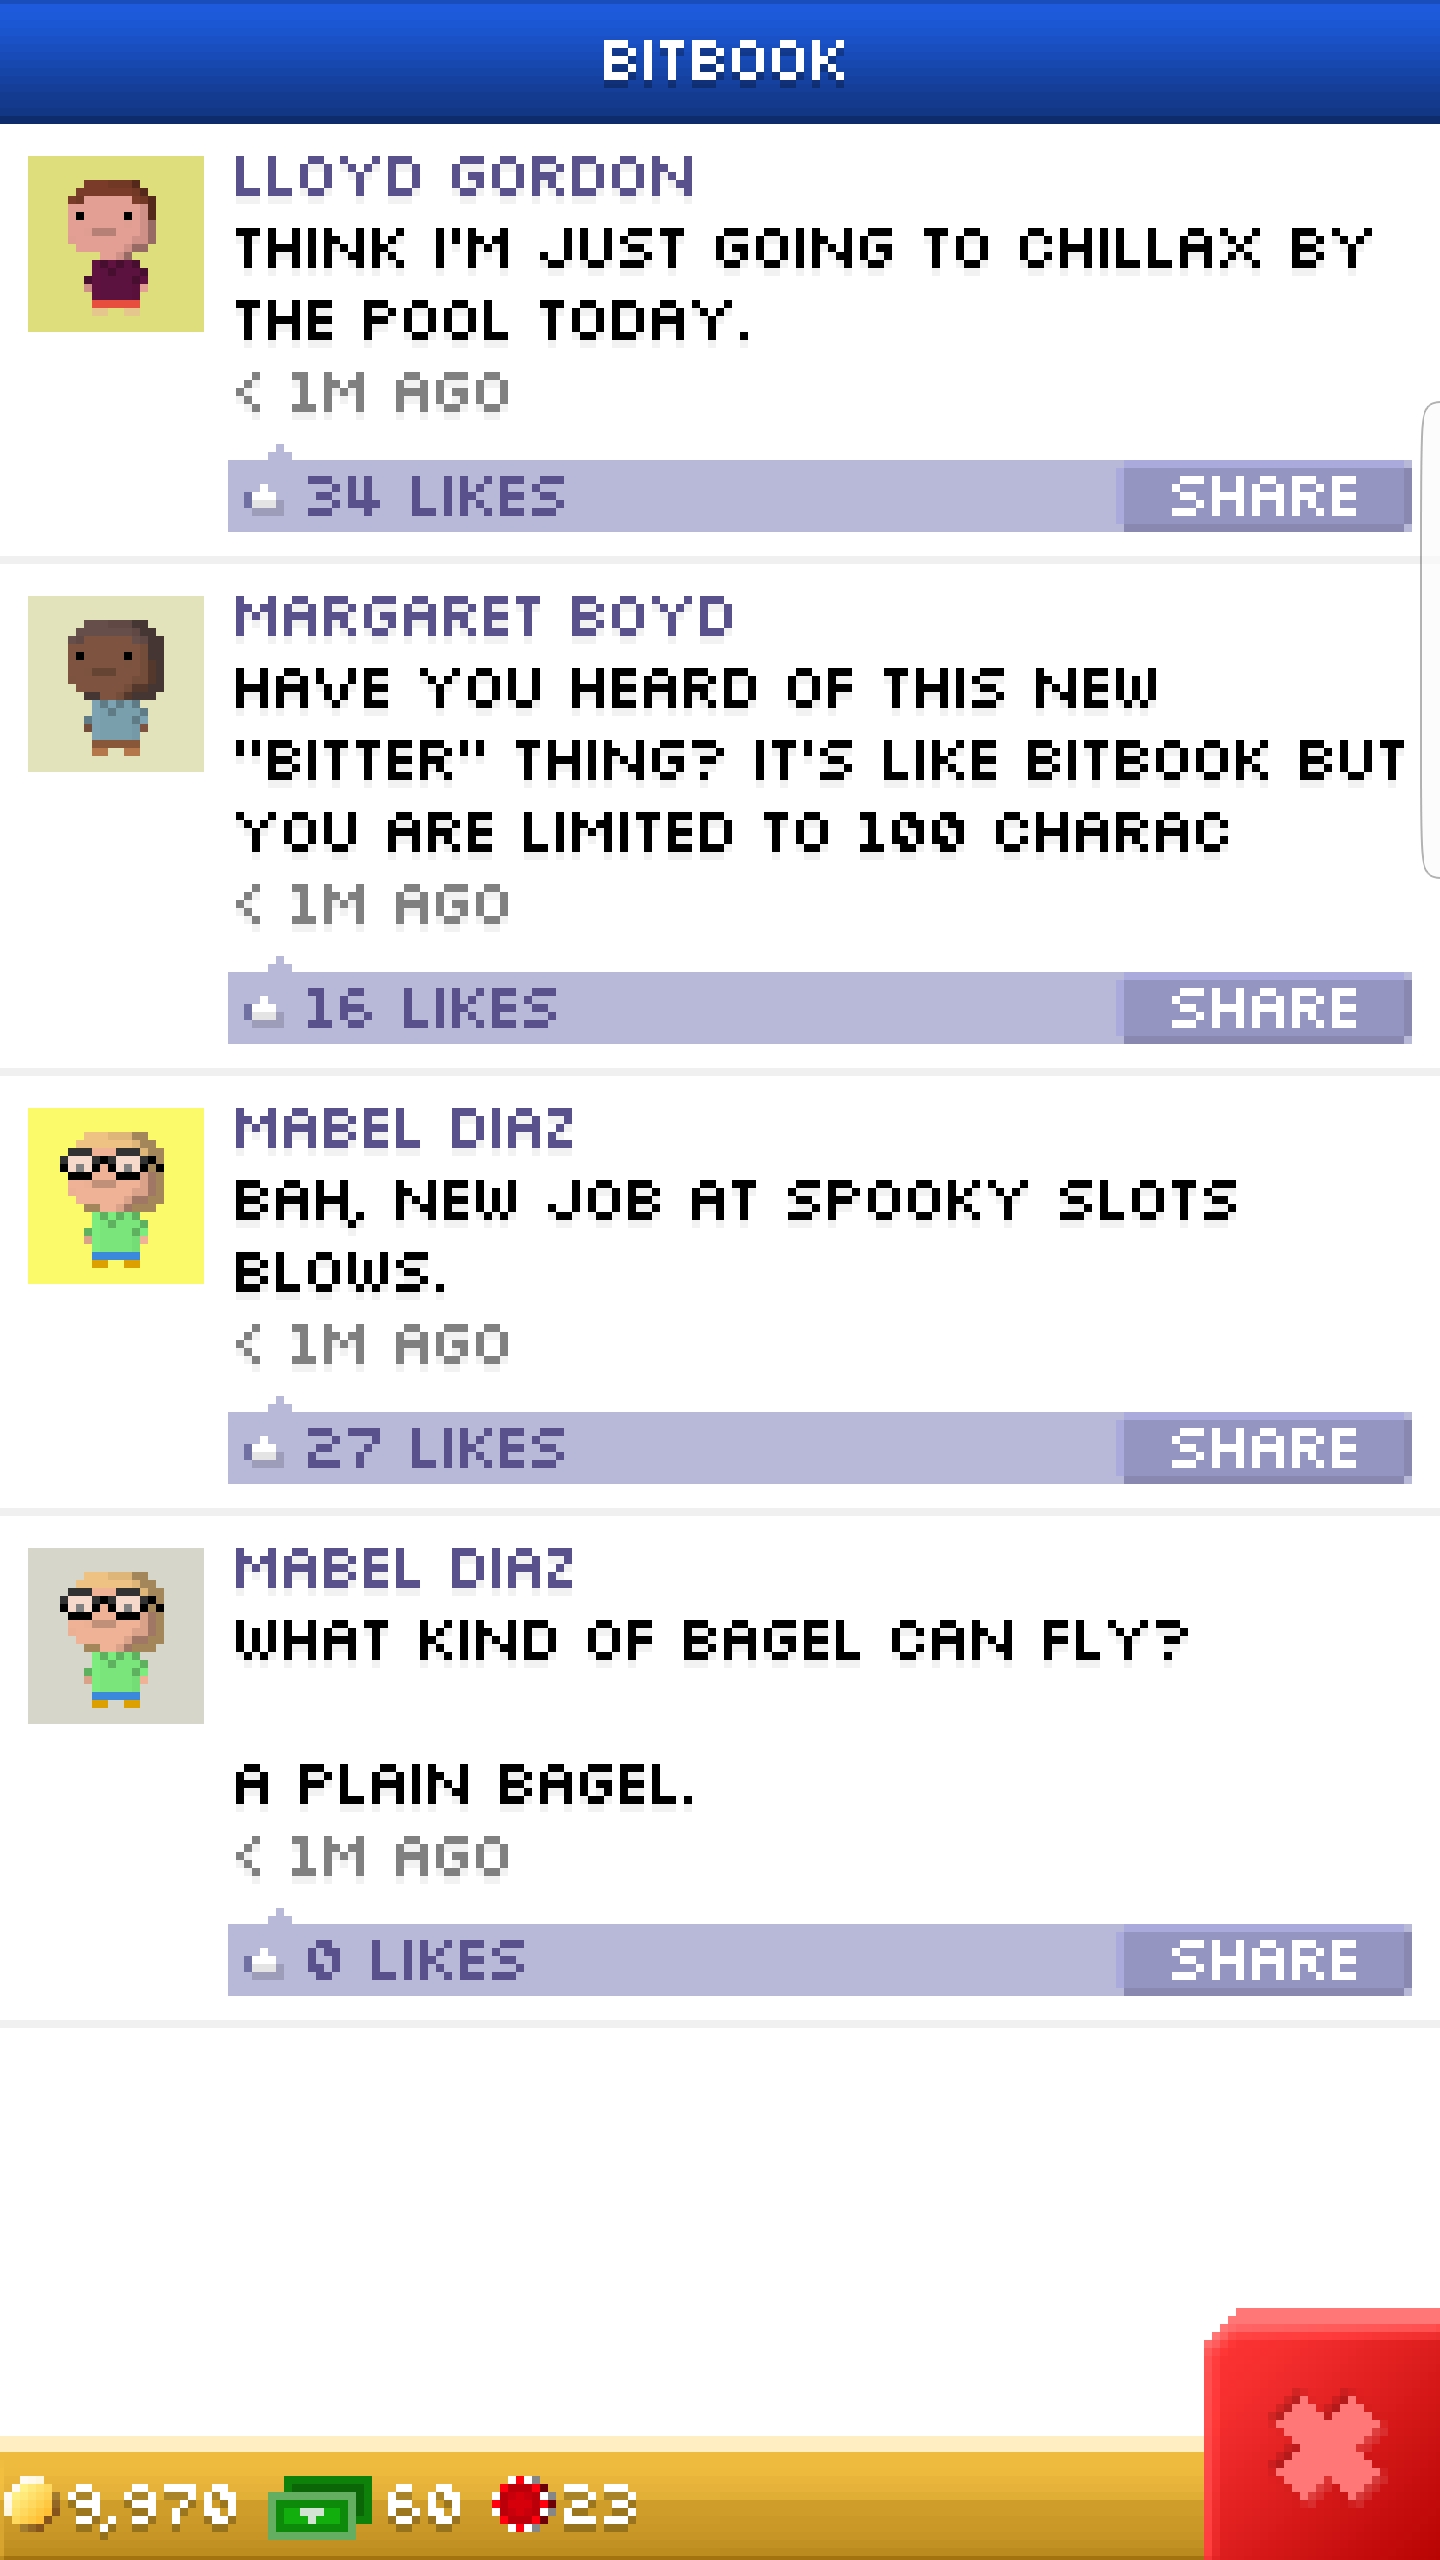 BITBOOK
LLOYD GORDON
THINK I'M JUST GOING TO CHILLAX BY
THE POOL TODAY.
< 1M AGO
34 LIKES
SHARE
MARGARET BOYD
HAVE YOU HEARD OF THIS NEW
"BITTER" THING? IT'S LIKE BITBOOK BUT
YOU ARE LIMITED TO 100 CHARAC
< 1M AGO
16 LIKES
SHARE
MABEL DIAZ
BAH, NEW JOB AT SPOOKY SLOTS
BLOWS.
< 1M AGO
27 LIKES
SHARE
MABEL DIAZ
WHAT KIND OF BAGEL CAN FLY?
A PLAIN BAGEL.
< 1M AGO
0 LIKES
SHARE
9,970 60 23